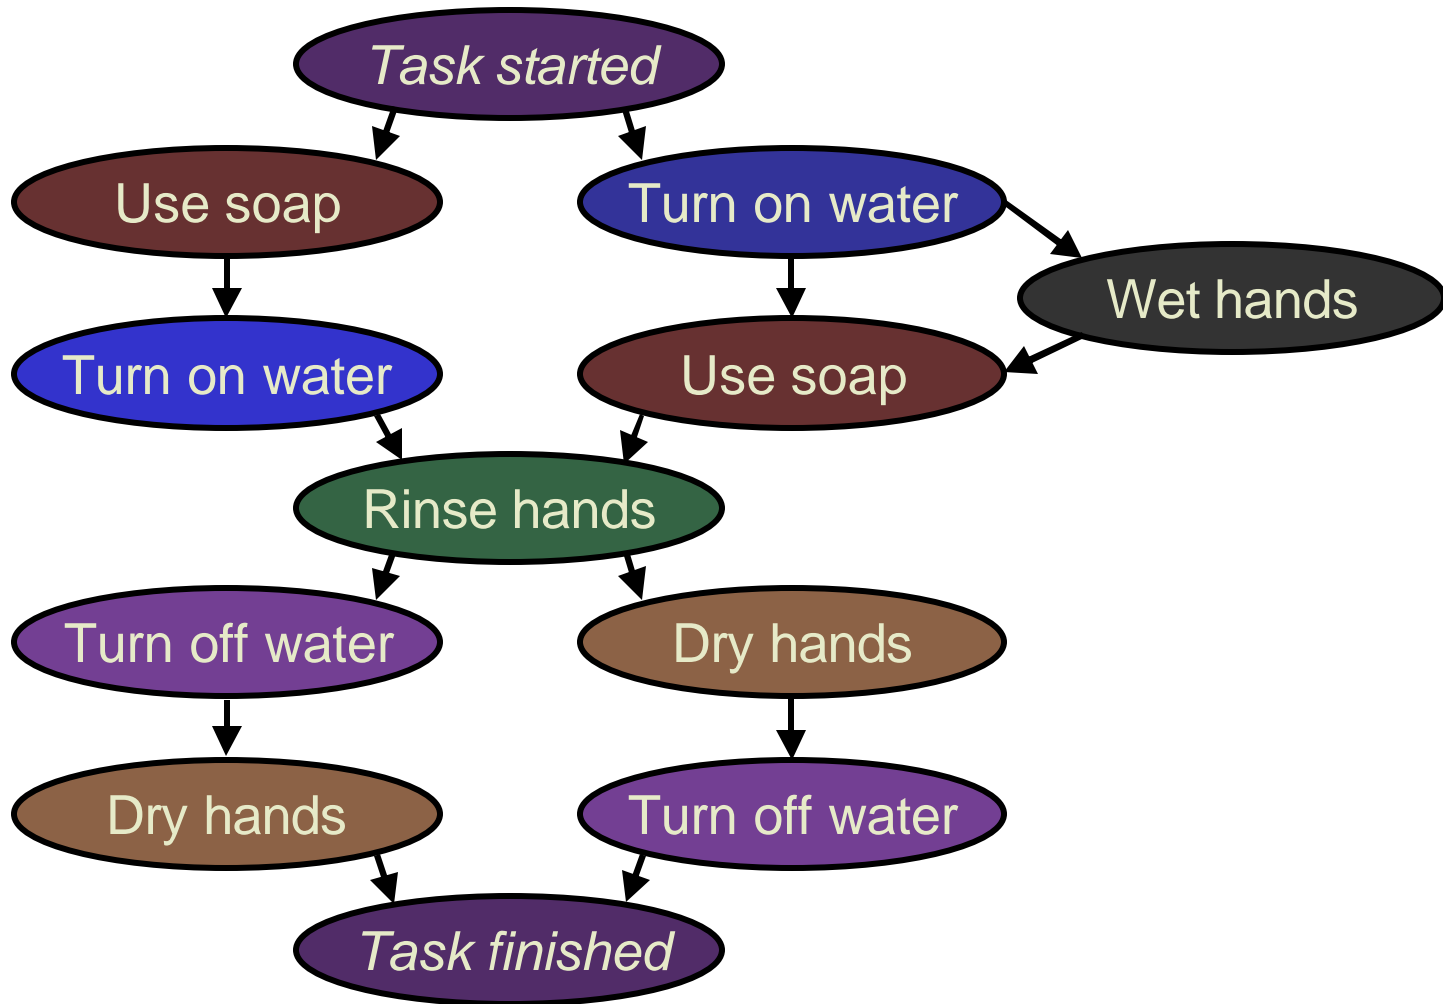 Task started
Use soap
Turn on water
Wet hands
Turn on water
Use soap
Rinse hands
Turn off water
Dry hands
Dry hands
Turn off water
Task finished